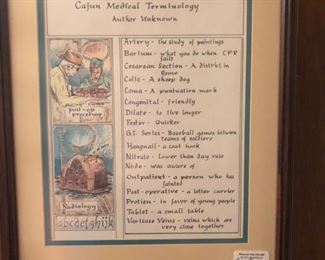 Cajun Medical Terminology
Author Unknown
Artery - the study of paintings
Barium - what you do when CPR
fails
Cesarean Section - A district in
Rome
Colic - A sheep dog
Coma - A puntuation mark
Congenital - friendly
Dilate - to live longer
Fester - Quicker
G.I. Series - Baseball games between
teams of soldiers
Hangnail - a coat hook
Nitrate - Lower than day rate
Node - was aware of
Outpatient - a person who has
fainted
Post-operative - a letter carrier
Protien - in favor of young people
Tablet - a small table
Varicose Veins - veins which are
very close together
Post-op
procedure
Radiology
abcdefghijk